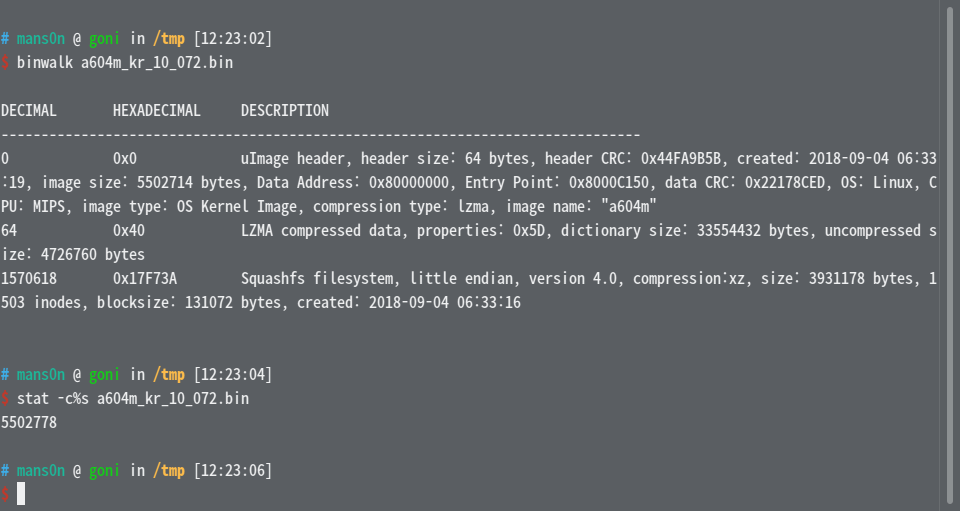 # mans0n @ goni in /tmp [12:23:02]
$ binwalk a604m_kr_10_072.bin
DECIMAL       HEXADECIMAL     DESCRIPTION
--------------------------------------------------------------------------------
0             0x0             uImage header, header size: 64 bytes, header CRC: 0x44FA9B5B, created: 2018-09-04 06:33
:19, image size: 5502714 bytes, Data Address: 0x80000000, Entry Point: 0x8000C150, data CRC: 0x22178CED, OS: Linux, C
PU: MIPS, image type: OS Kernel Image, compression type: lzma, image name: "a604m"
64            0x40            LZMA compressed data, properties: 0x5D, dictionary size: 33554432 bytes, uncompressed s
ize: 4726760 bytes
1570618       0x17F73A        Squashfs filesystem, little endian, version 4.0, compression:xz, size: 3931178 bytes, 1
503 inodes, blocksize: 131072 bytes, created: 2018-09-04 06:33:16
# mans0n @ goni in /tmp [12:23:04]
$ stat -c%s a604m_kr_10_072.bin
5502778
# mans0n @ goni in /tmp [12:23:06]
$